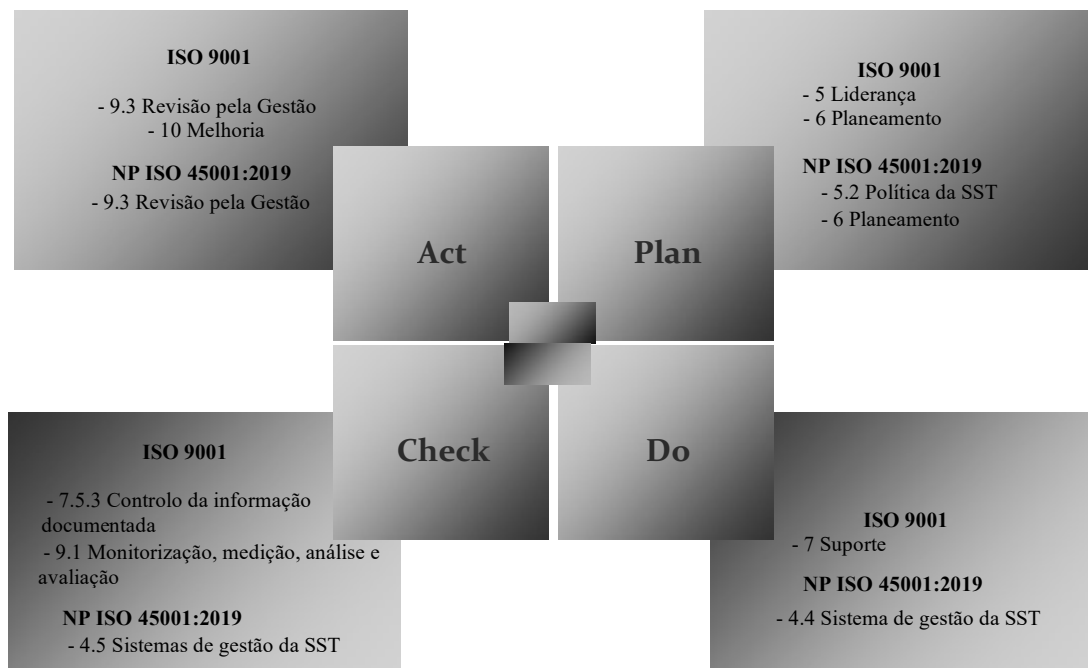 ISO 9001
- 9.3 Revisão pela Gestão
- 10 Melhoria
NP ISO 45001:2019
- 9.3 Revisão pela Gestão
ISO 9001
- 5 Liderança
- 6 Planeamento
NP ISO 45001:2019
- 5.2 Política da SST
- 6 Planeamento
Act
Plan
Check
Do
ISO 9001
- 7.5.3 Controlo da informação
documentada
- 9.1 Monitorização, medição, análise e
avaliação
NP ISO 45001:2019
- 4.5 Sistemas de gestão da SST
ISO 9001
- 7 Suporte
NP ISO 45001:2019
- 4.4 Sistema de gestão da SST